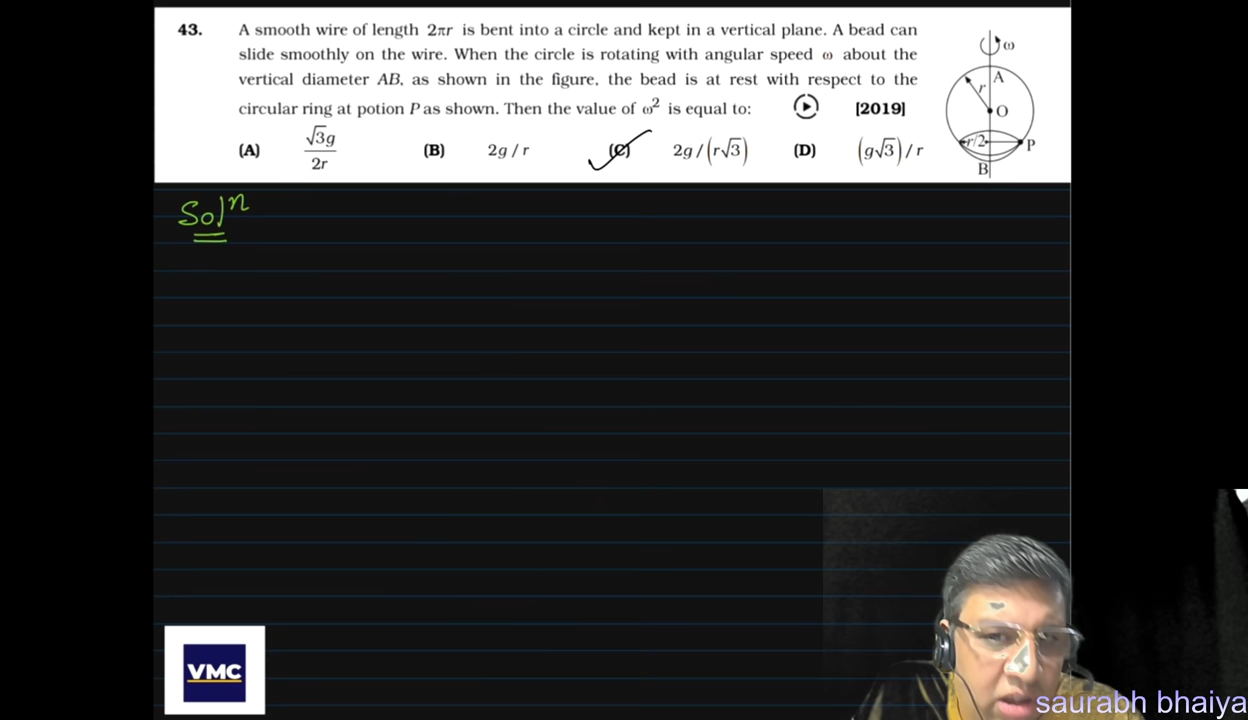 43. A smooth wire of length 2πr is bent into a circle and kept in a vertical plane. A bead can
slide smoothly on the wire. When the circle is rotating with angular speed ω about the
vertical diameter AB, as shown in the figure, the bead is at rest with respect to the
circular ring at potion P as shown. Then the value of ω² is equal to: [2019]
(A) √3g/2r (B) 2g / r (C) 2g / (r√3) (D) (g√3) / r
ω
A
r
O
r/2
P
B
Solⁿ
VMC
saurabh bhaiya